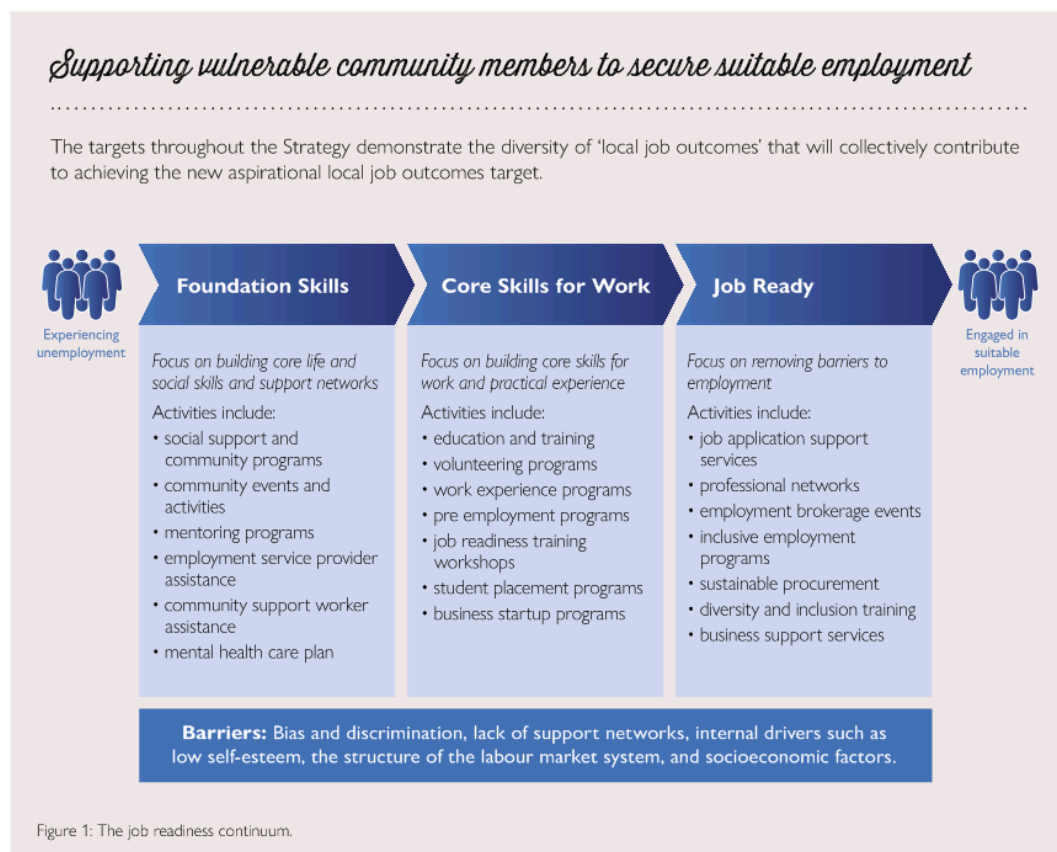 Supporting vulnerable community members to secure suitable employment
The targets throughout the Strategy demonstrate the diversity of ‘local job outcomes’ that will collectively contribute
to achieving the new aspirational local job outcomes target.
Experiencing
unemployment
Foundation Skills
Focus on building core life and
social skills and support networks
Activities include:
• social support and
community programs
• community events and
activities
• mentoring programs
• employment service provider
assistance
• community support worker
assistance
• mental health care plan
Core Skills for Work
Focus on building core skills for
work and practical experience
Activities include:
• education and training
• volunteering programs
• work experience programs
• pre employment programs
• job readiness training
workshops
• student placement programs
• business startup programs
Job Ready
Focus on removing barriers to
employment
Activities include:
• job application support
services
• professional networks
• employment brokerage events
• inclusive employment
programs
• sustainable procurement
• diversity and inclusion training
• business support services
Engaged in
suitable
employment
Barriers: Bias and discrimination, lack of support networks, internal drivers such as
low self-esteem, the structure of the labour market system, and socioeconomic factors.
Figure 1: The job readiness continuum.